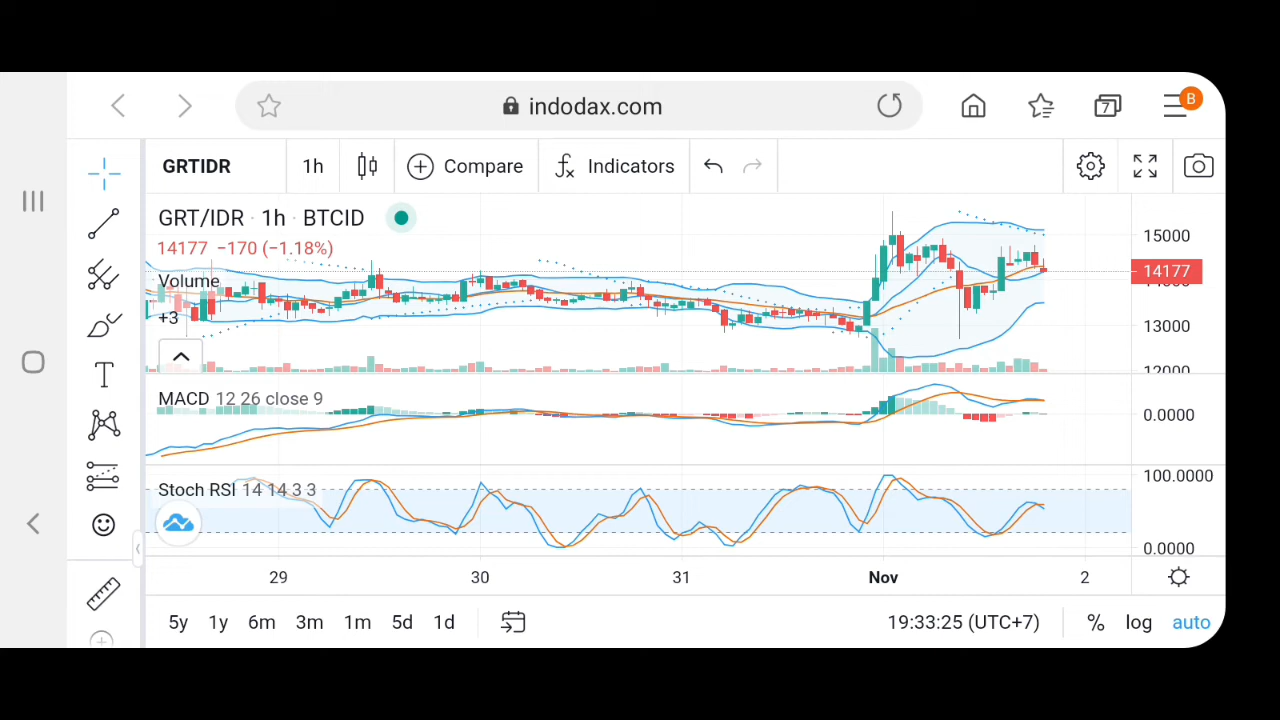 indodax.com
7
B
GRTIDR 1h Compare Indicators
GRT/IDR · 1h · BTCID
14177 −170 (−1.18%)
Volume
+3
15000
14177
13000
12000
MACD 12 26 close 9
0.0000
Stoch RSI 14 14 3 3
100.0000
0.0000
29 30 31 Nov 2
5y 1y 6m 3m 1m 5d 1d 19:33:25 (UTC+7) % log auto